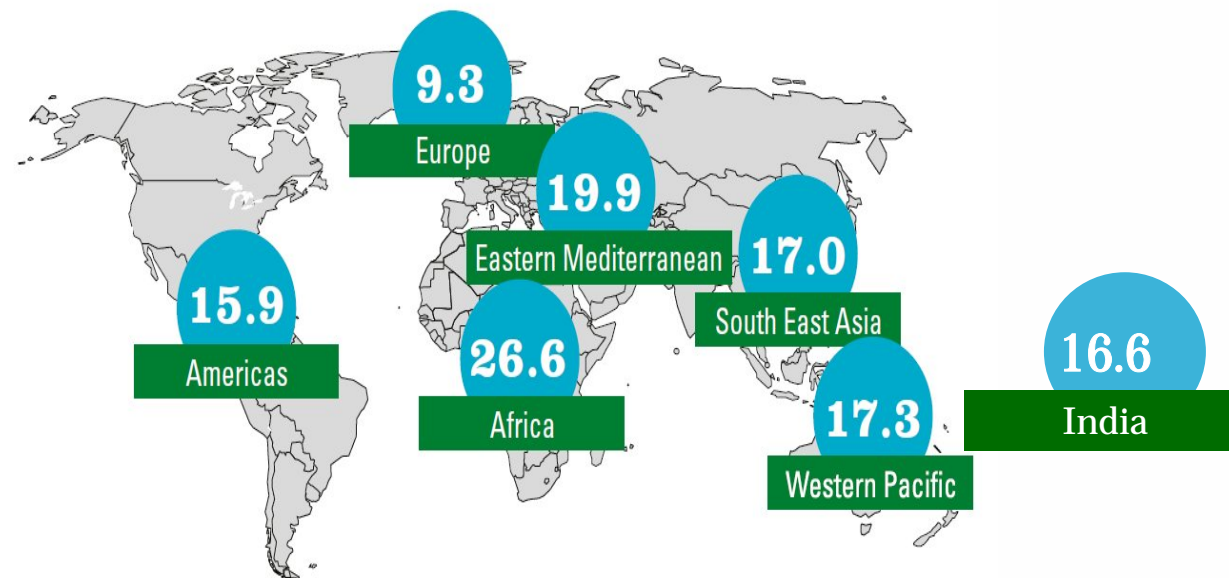 9.3
Europe
19.9
Eastern Mediterranean
17.0
South East Asia
15.9
Americas
26.6
Africa
17.3
Western Pacific
16.6
India